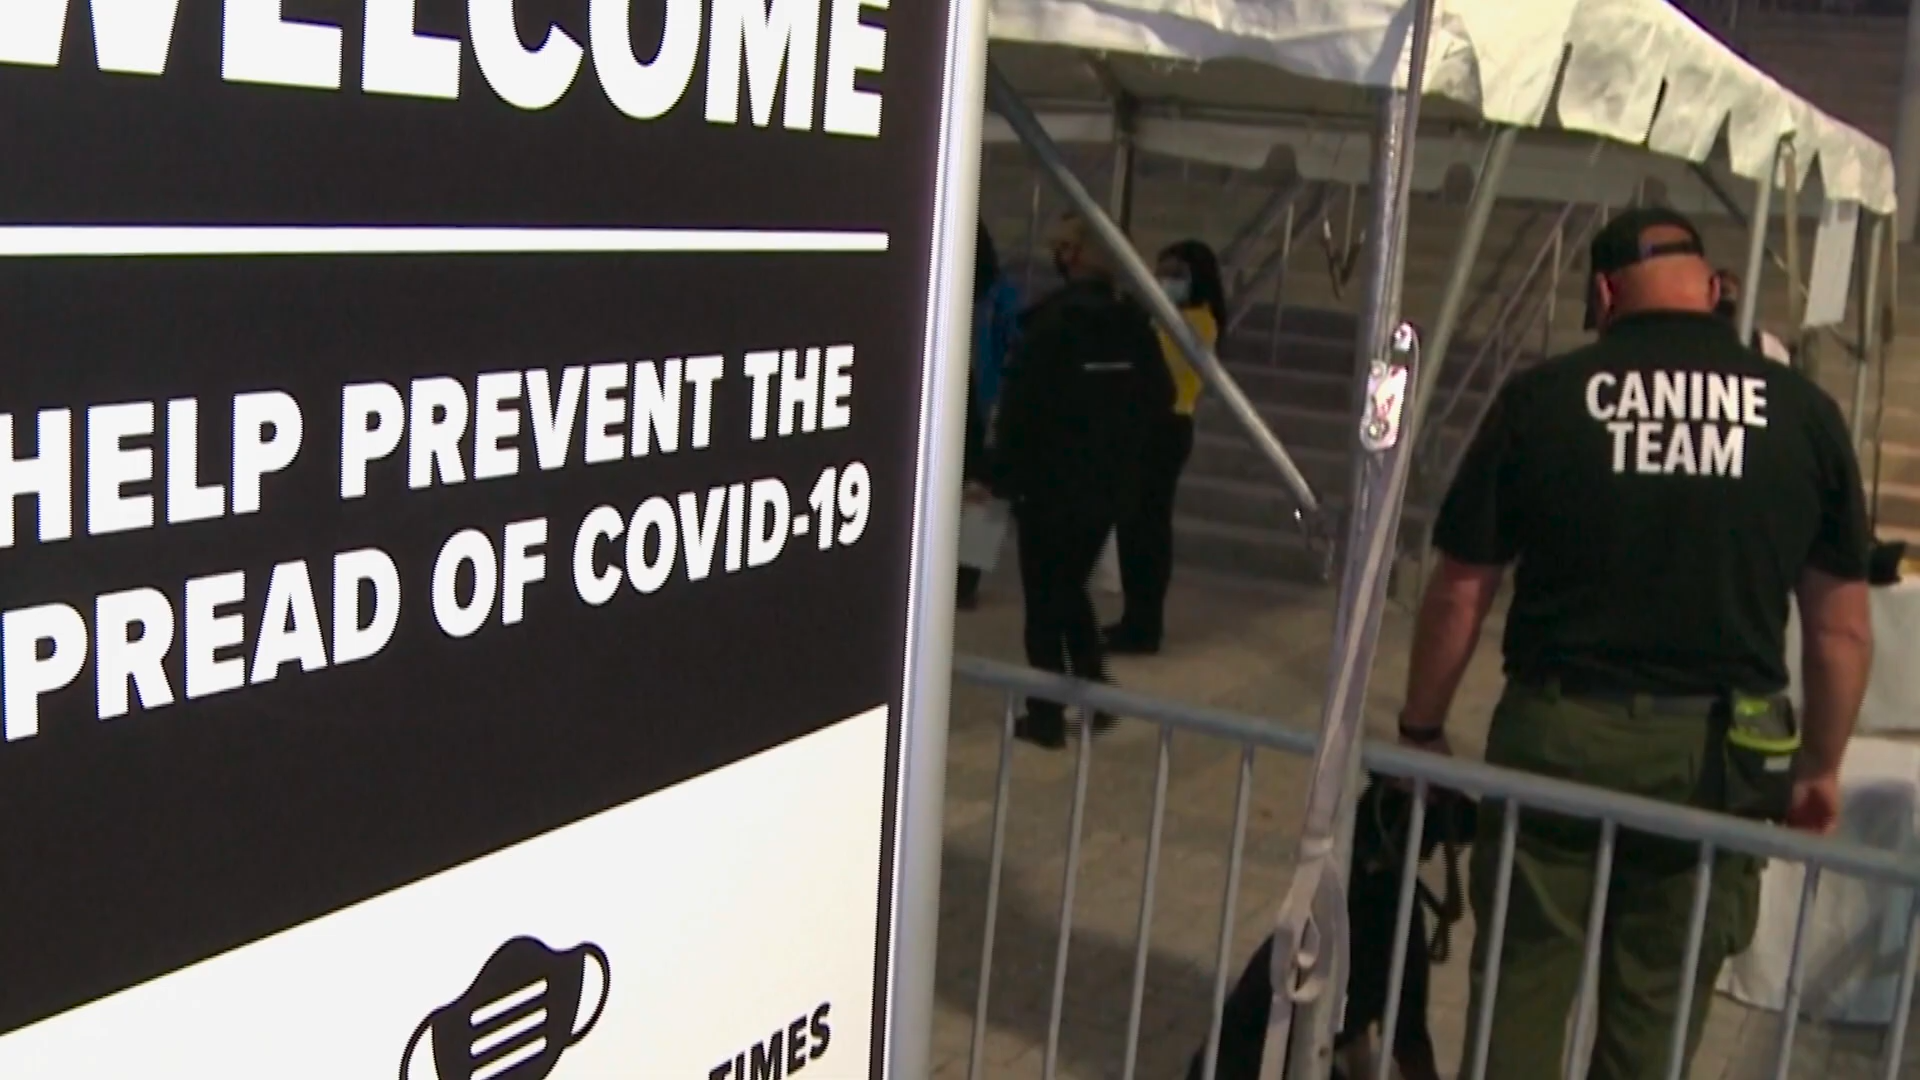 WELCOME
HELP PREVENT THE
PREAD OF COVID-19
TIMES
CANINE
TEAM